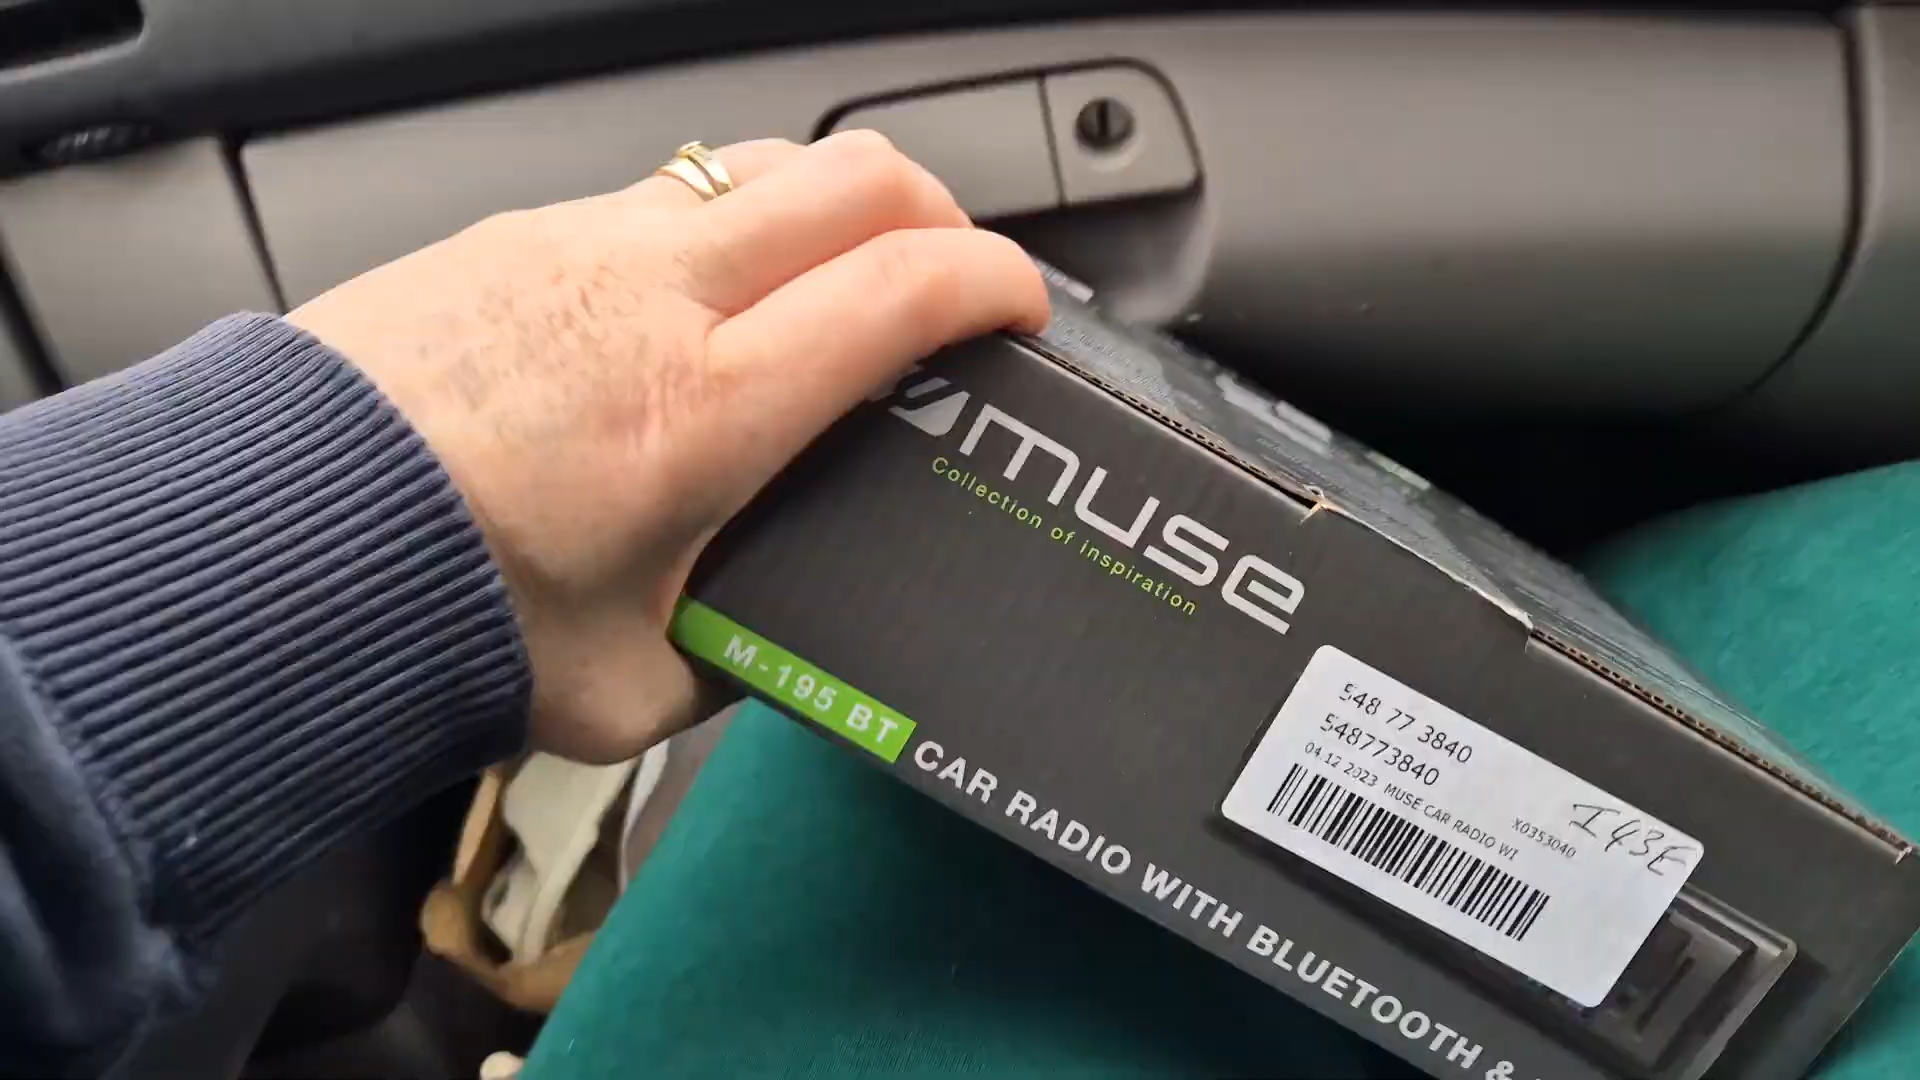 muse
Collection of inspiration
M-195 BT
CAR RADIO WITH BLUETOOTH &
548 77 3840
548773840
04.12 2023 MUSE CAR RADIO WI
X0353040
I43E